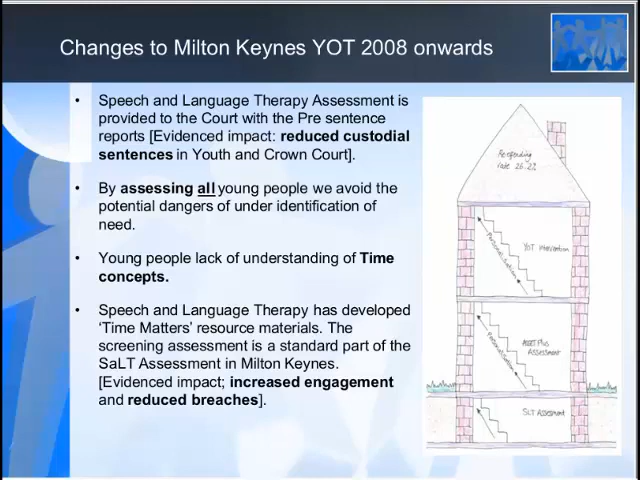 Changes to Milton Keynes YOT 2008 onwards
• Speech and Language Therapy Assessment is
provided to the Court with the Pre sentence
reports [Evidenced impact: reduced custodial
sentences in Youth and Crown Court].
• By assessing all young people we avoid the
potential dangers of under identification of
need.
• Young people lack of understanding of Time
concepts.
• Speech and Language Therapy has developed
‘Time Matters’ resource materials. The
screening assessment is a standard part of the
SaLT Assessment in Milton Keynes.
[Evidenced impact; increased engagement
and reduced breaches].
Reoffending
rate 26.2%
YOT Intervention
Personalisation
ASSET Plus
Assessment
Personalisation
SLT Assessment